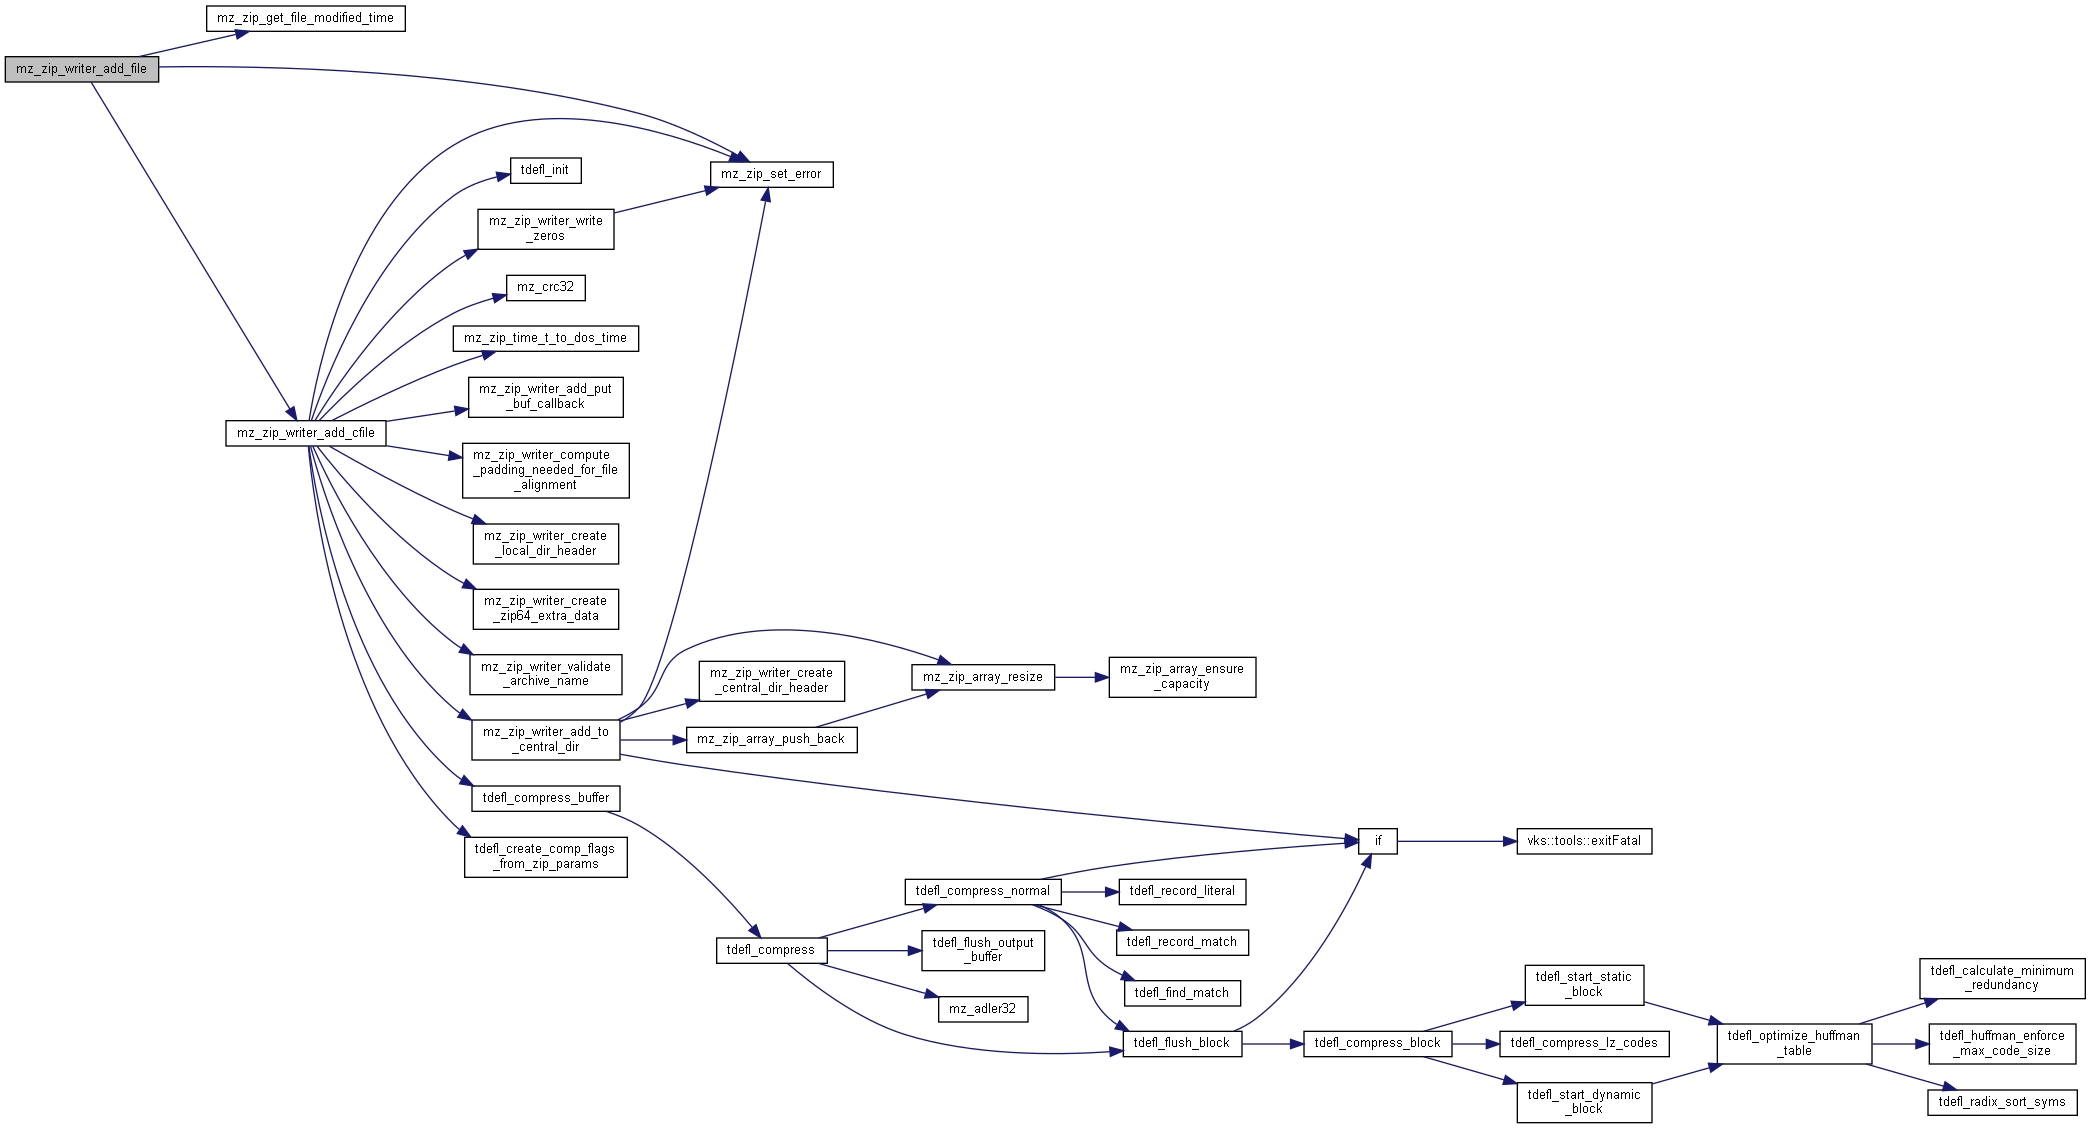 mz_zip_get_file_modified_time
mz_zip_writer_add_file
mz_zip_set_error
tdefl_init
mz_zip_writer_write
_zeros
mz_crc32
mz_zip_time_t_to_dos_time
mz_zip_writer_add_put
_buf_callback
mz_zip_writer_add_cfile
mz_zip_writer_compute
_padding_needed_for_file
_alignment
mz_zip_writer_create
_local_dir_header
mz_zip_writer_create
_zip64_extra_data
mz_zip_writer_validate
_archive_name
mz_zip_writer_create
_central_dir_header
mz_zip_array_resize
mz_zip_array_ensure
_capacity
mz_zip_writer_add_to
_central_dir
mz_zip_array_push_back
tdefl_compress_buffer
tdefl_create_comp_flags
_from_zip_params
if
vks::tools::exitFatal
tdefl_compress_normal
tdefl_record_literal
tdefl_compress
tdefl_flush_output
_buffer
tdefl_record_match
mz_adler32
tdefl_find_match
tdefl_flush_block
tdefl_compress_block
tdefl_start_static
_block
tdefl_compress_lz_codes
tdefl_start_dynamic
_block
tdefl_optimize_huffman
_table
tdefl_calculate_minimum
_redundancy
tdefl_huffman_enforce
_max_code_size
tdefl_radix_sort_syms